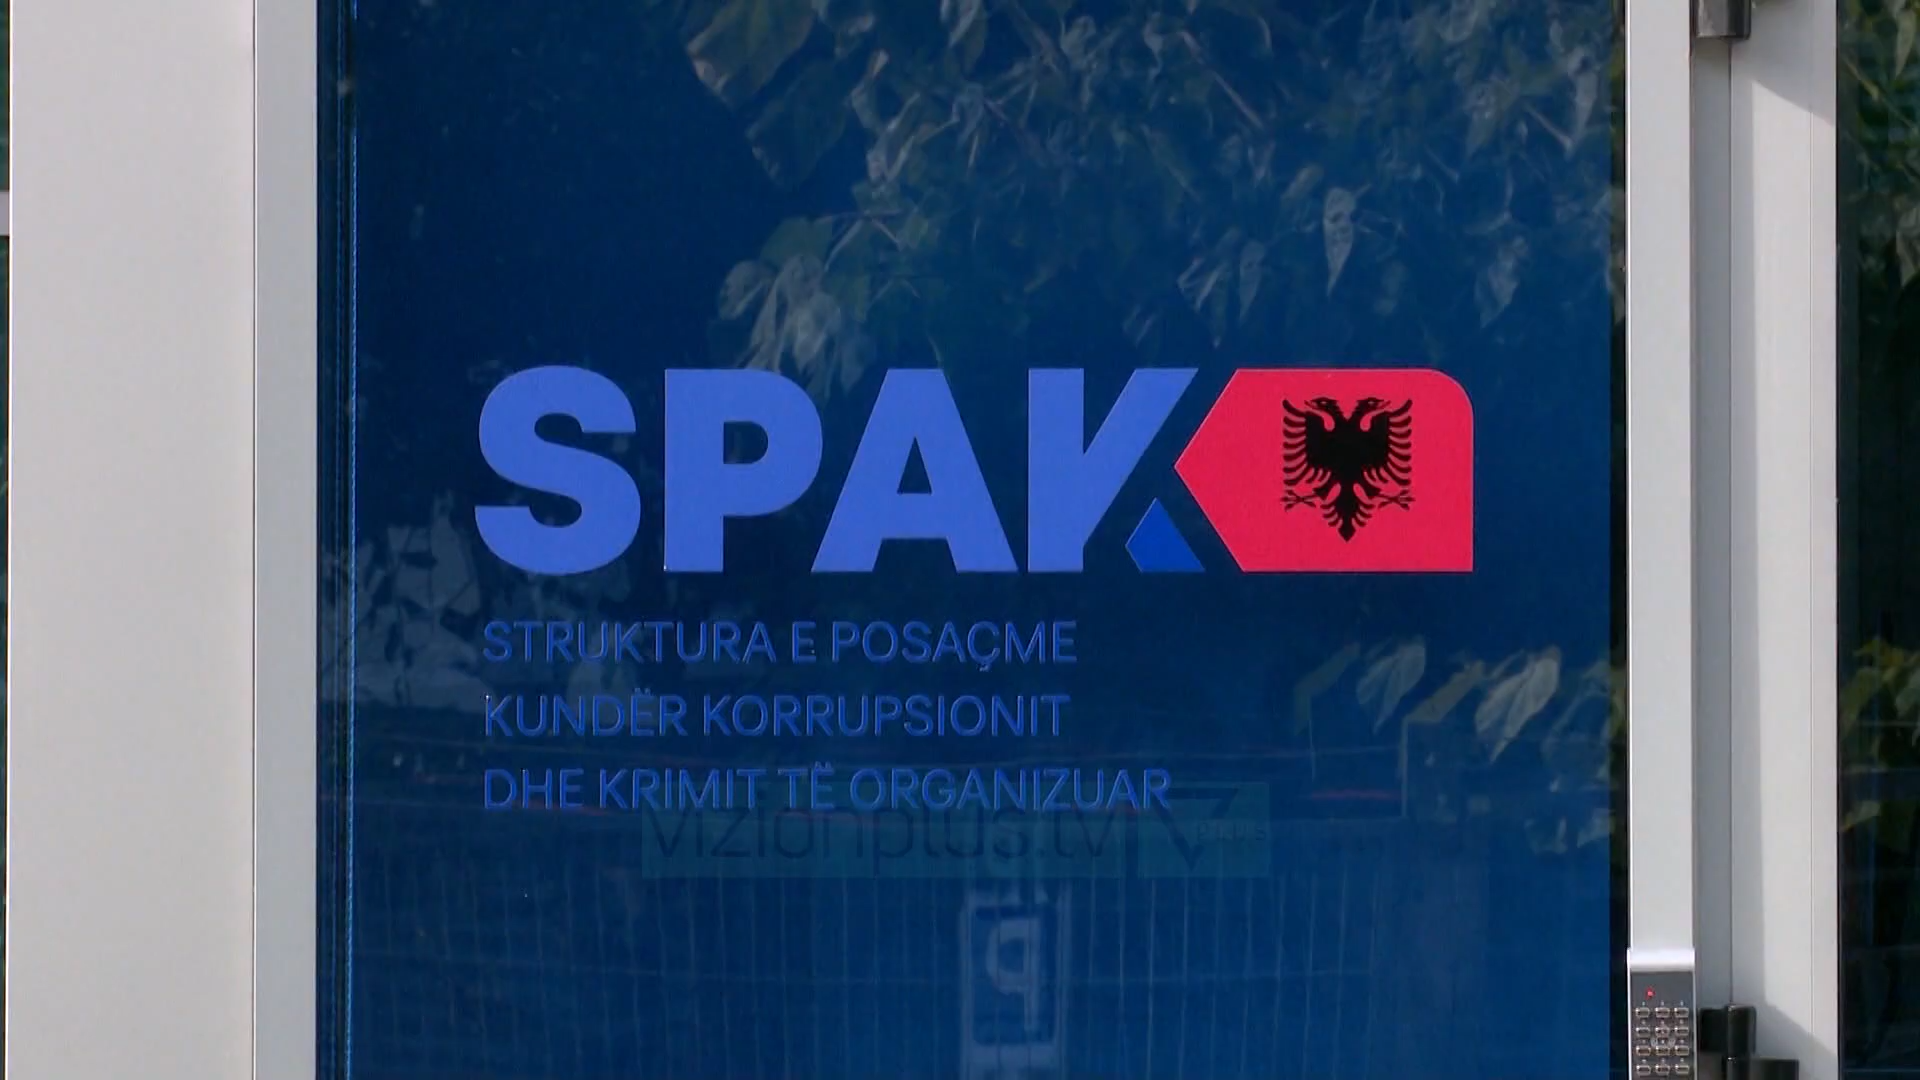 SPAK
STRUKTURA E POSAÇME
KUNDËR KORRUPSIONIT
DHE KRIMIT TË ORGANIZUAR
vizionplus.tv